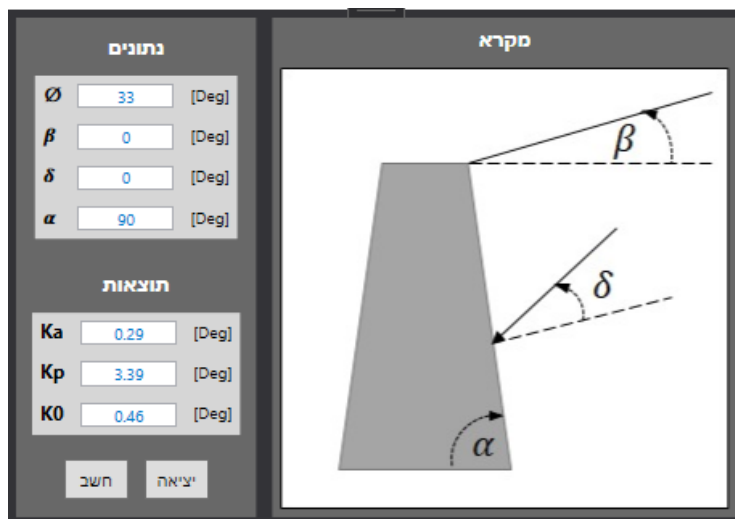 נתונים
Ø 33 [Deg]
β 0 [Deg]
δ 0 [Deg]
α 90 [Deg]
תוצאות
Ka 0.29 [Deg]
Kp 3.39 [Deg]
K0 0.46 [Deg]
חשב יציאה
מקרא
β
δ
α